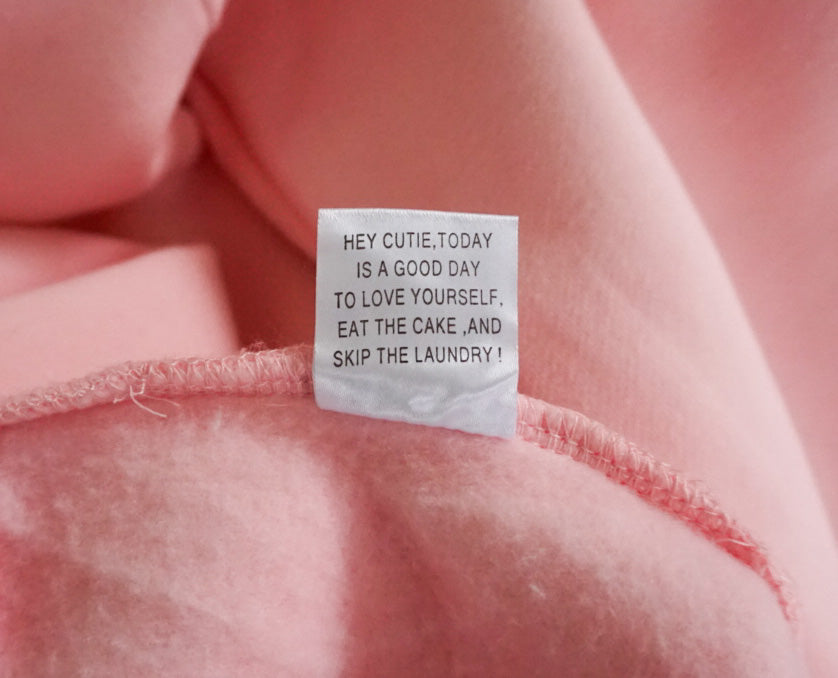 HEY CUTIE,TODAY
IS A GOOD DAY
TO LOVE YOURSELF,
EAT THE CAKE ,AND
SKIP THE LAUNDRY !